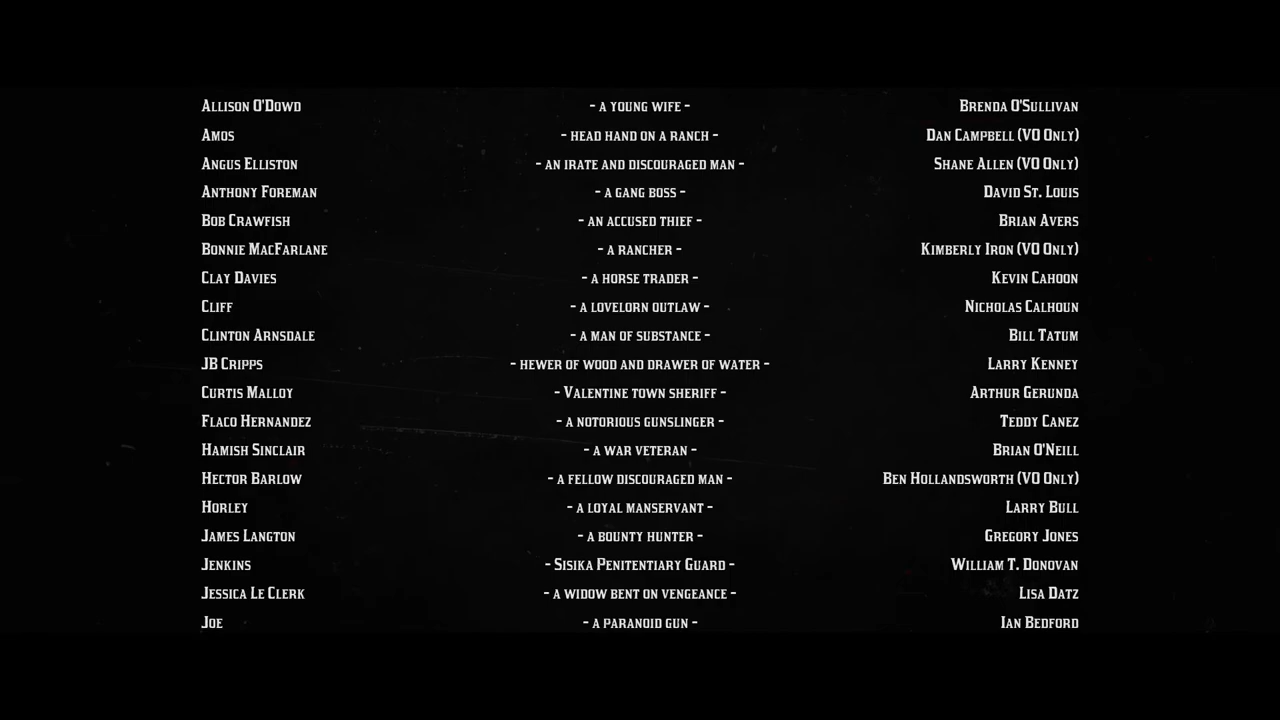 Allison O'Dowd - a young wife - Brenda O'Sullivan
Amos - head hand on a ranch - Dan Campbell (VO Only)
Angus Elliston - an irate and discouraged man - Shane Allen (VO Only)
Anthony Foreman - a gang boss - David St. Louis
Bob Crawfish - an accused thief - Brian Avers
Bonnie MacFarlane - a rancher - Kimberly Iron (VO Only)
Clay Davies - a horse trader - Kevin Cahoon
Cliff - a lovelorn outlaw - Nicholas Calhoun
Clinton Arnsdale - a man of substance - Bill Tatum
JB Cripps - hewer of wood and drawer of water - Larry Kenney
Curtis Malloy - Valentine town sheriff - Arthur Gerunda
Flaco Hernandez - a notorious gunslinger - Teddy Canez
Hamish Sinclair - a war veteran - Brian O'Neill
Hector Barlow - a fellow discouraged man - Ben Hollandsworth (VO Only)
Horley - a loyal manservant - Larry Bull
James Langton - a bounty hunter - Gregory Jones
Jenkins - Sisika Penitentiary Guard - William T. Donovan
Jessica Le Clerk - a widow bent on vengeance - Lisa Datz
Joe - a paranoid gun - Ian Bedford